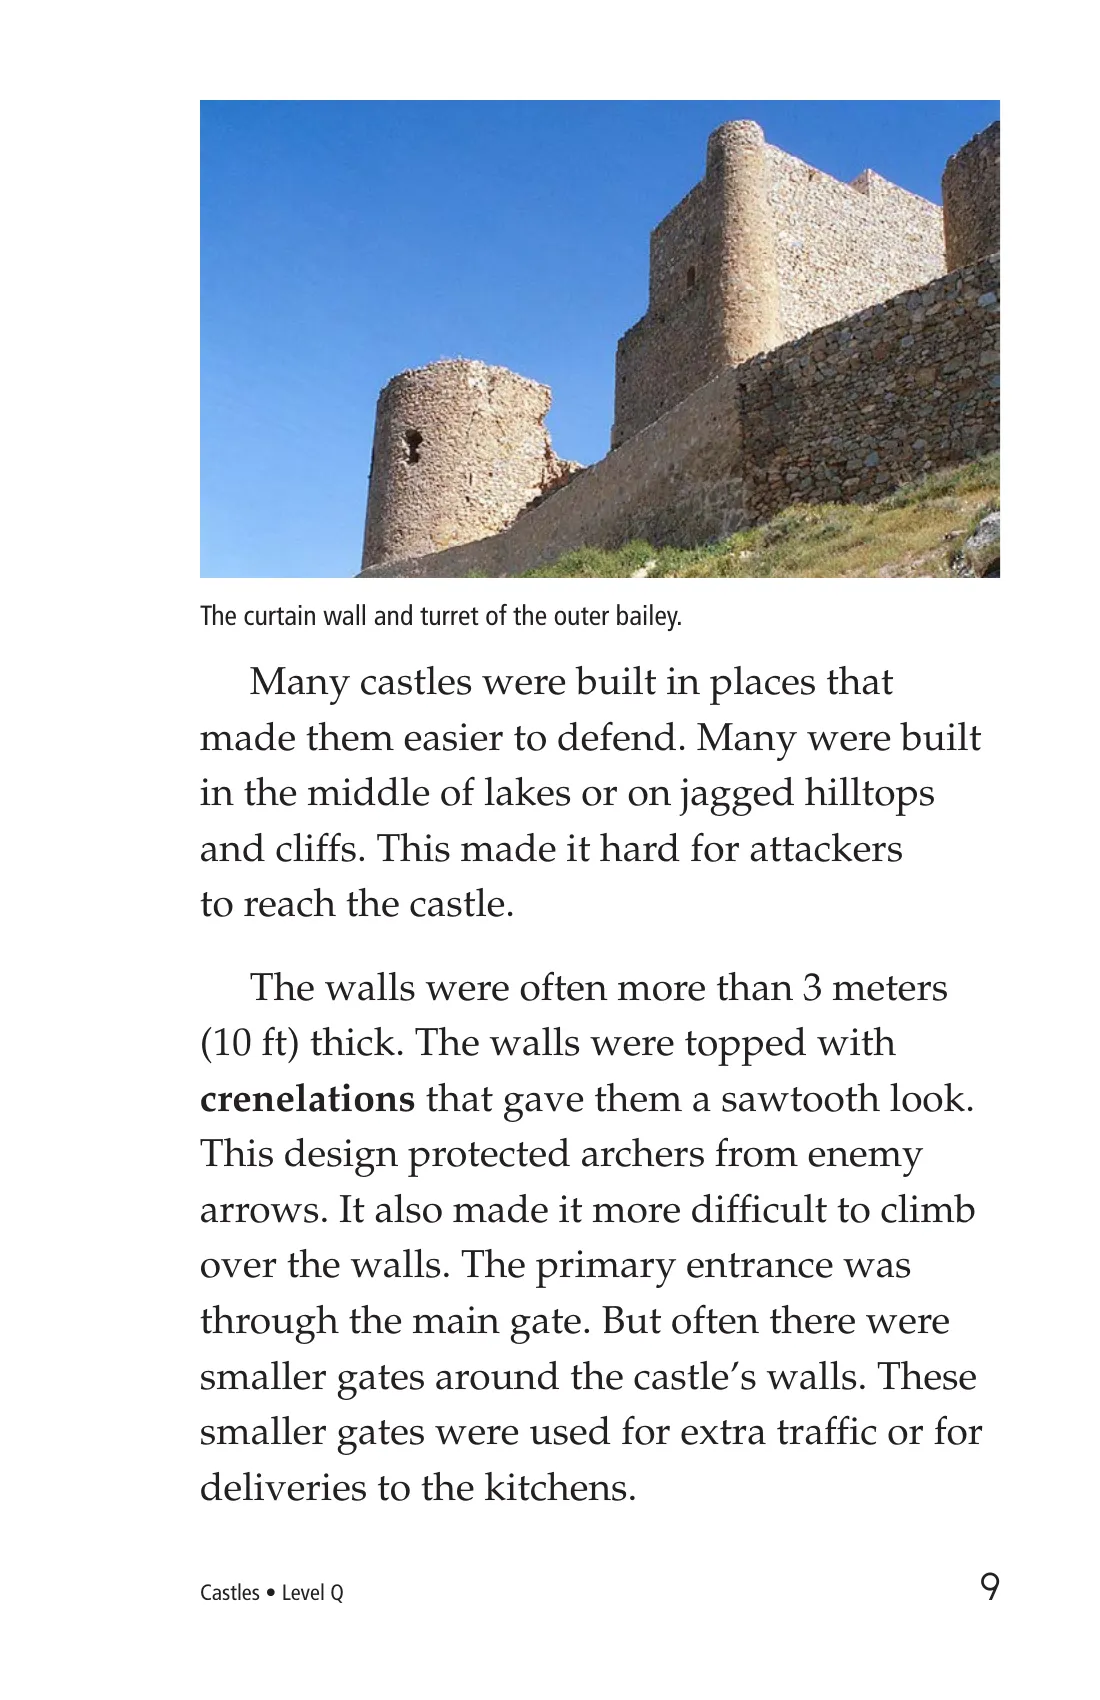 The curtain wall and turret of the outer bailey.
Many castles were built in places that
made them easier to defend. Many were built
in the middle of lakes or on jagged hilltops
and cliffs. This made it hard for attackers
to reach the castle.
The walls were often more than 3 meters
(10 ft) thick. The walls were topped with
crenelations that gave them a sawtooth look.
This design protected archers from enemy
arrows. It also made it more difficult to climb
over the walls. The primary entrance was
through the main gate. But often there were
smaller gates around the castle’s walls. These
smaller gates were used for extra traffic or for
deliveries to the kitchens.
Castles • Level Q
9